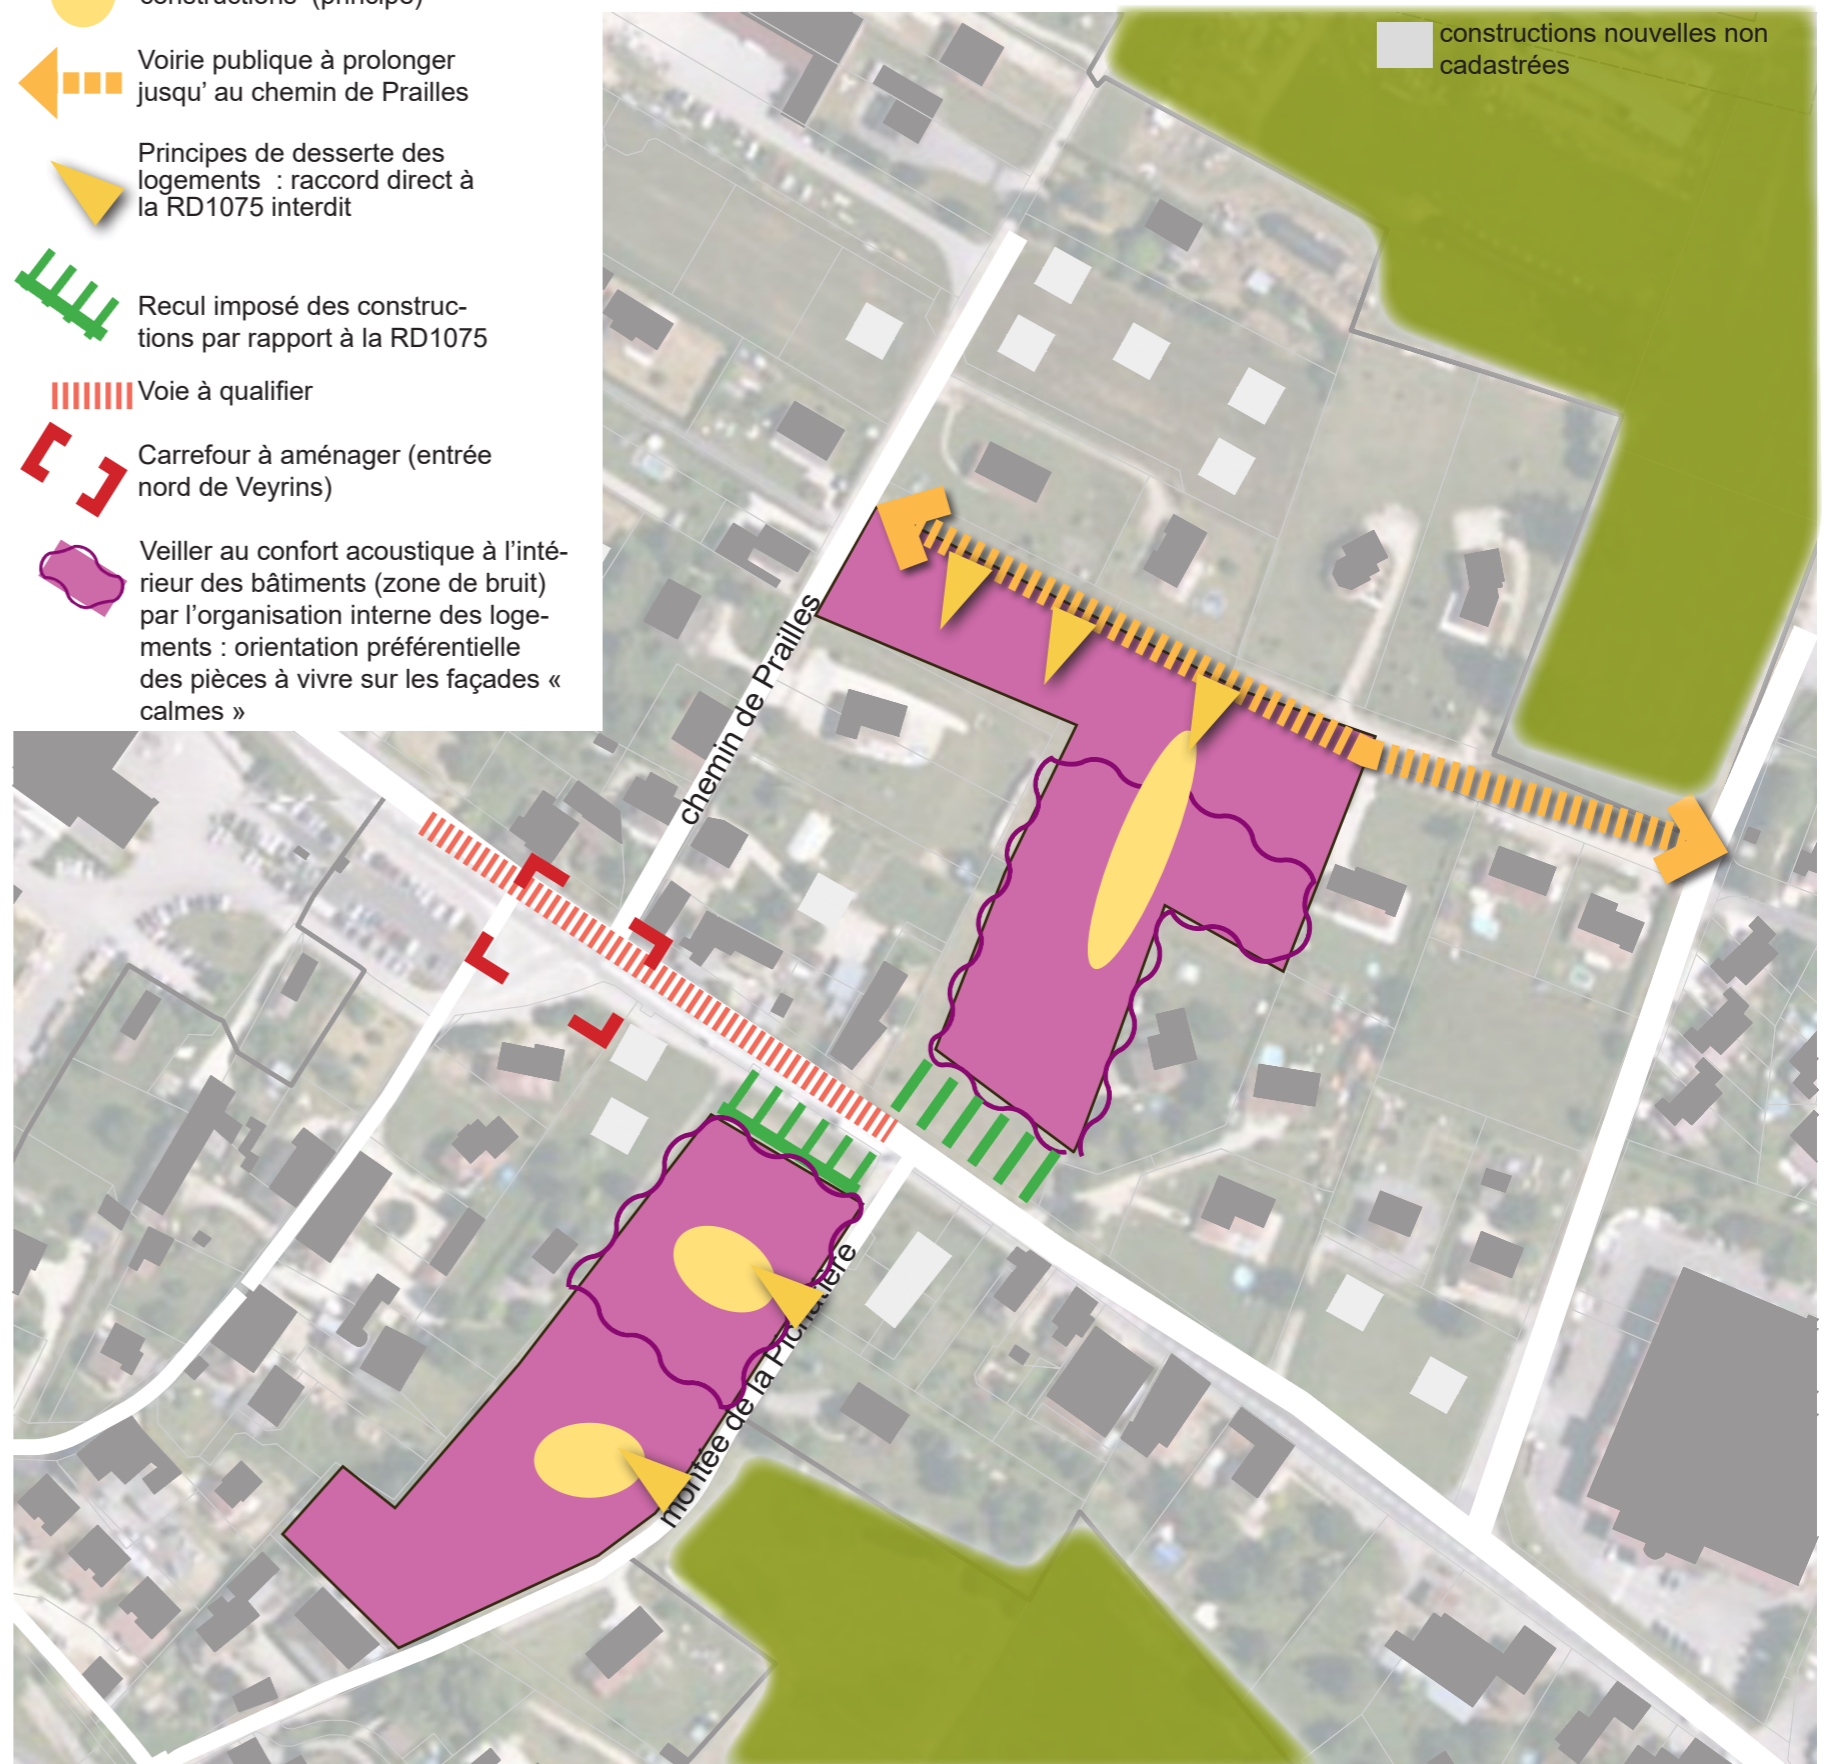 constructions (principe)
Voirie publique à prolonger
jusqu’ au chemin de Prailles
Principes de desserte des
logements : raccord direct à
la RD1075 interdit
Recul imposé des construc-
tions par rapport à la RD1075
Voie à qualifier
Carrefour à aménager (entrée
nord de Veyrins)
Veiller au confort acoustique à l’inté-
rieur des bâtiments (zone de bruit)
par l’organisation interne des loge-
ments : orientation préférentielle
des pièces à vivre sur les façades «
calmes »
constructions nouvelles non
cadastrées
chemin de Prailles
montée de la